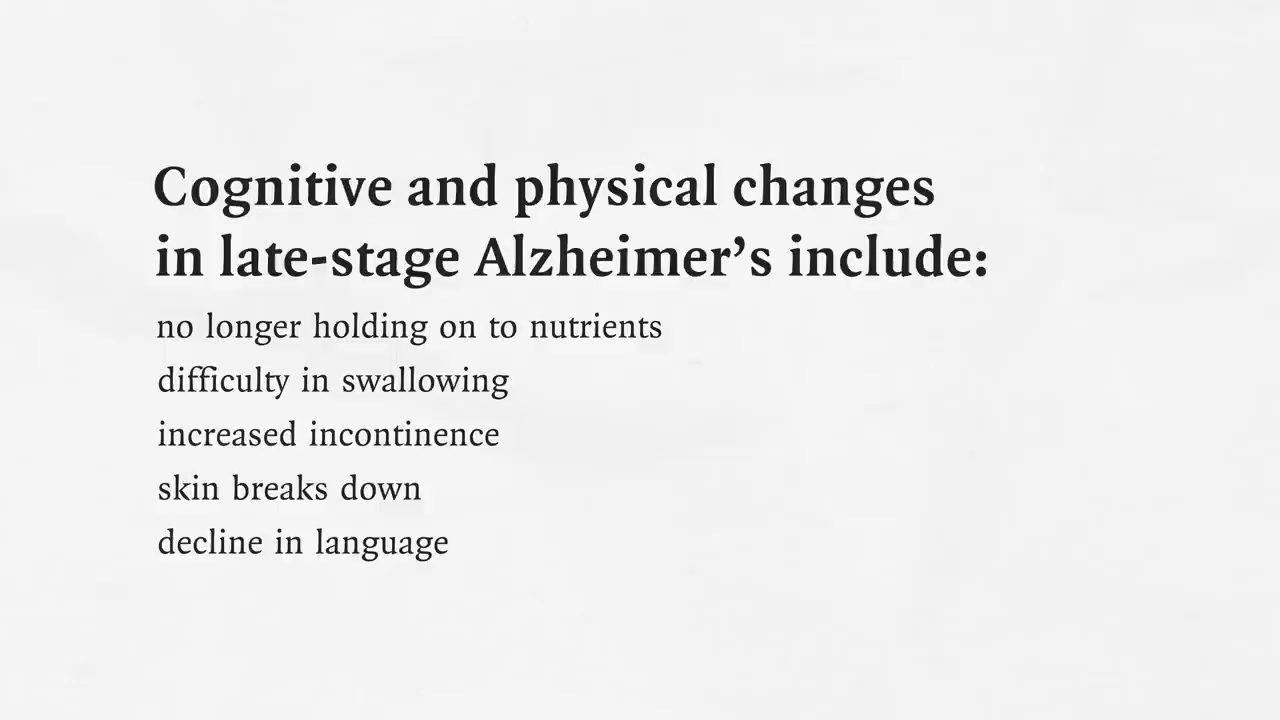 Cognitive and physical changes
in late-stage Alzheimer’s include:
no longer holding on to nutrients
difficulty in swallowing
increased incontinence
skin breaks down
decline in language